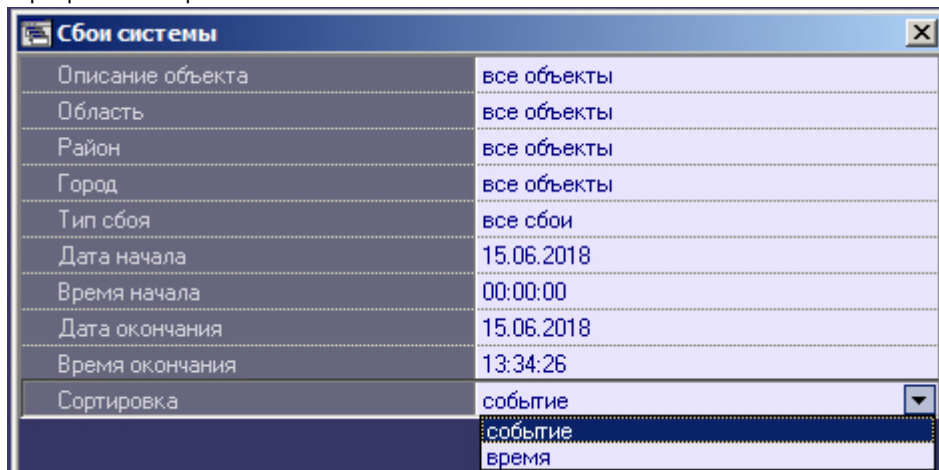 Сбои системы
Описание объекта все объекты
Область все объекты
Район все объекты
Город все объекты
Тип сбоя все сбои
Дата начала 15.06.2018
Время начала 00:00:00
Дата окончания 15.06.2018
Время окончания 13:34:26
Сортировка событие
событие
время